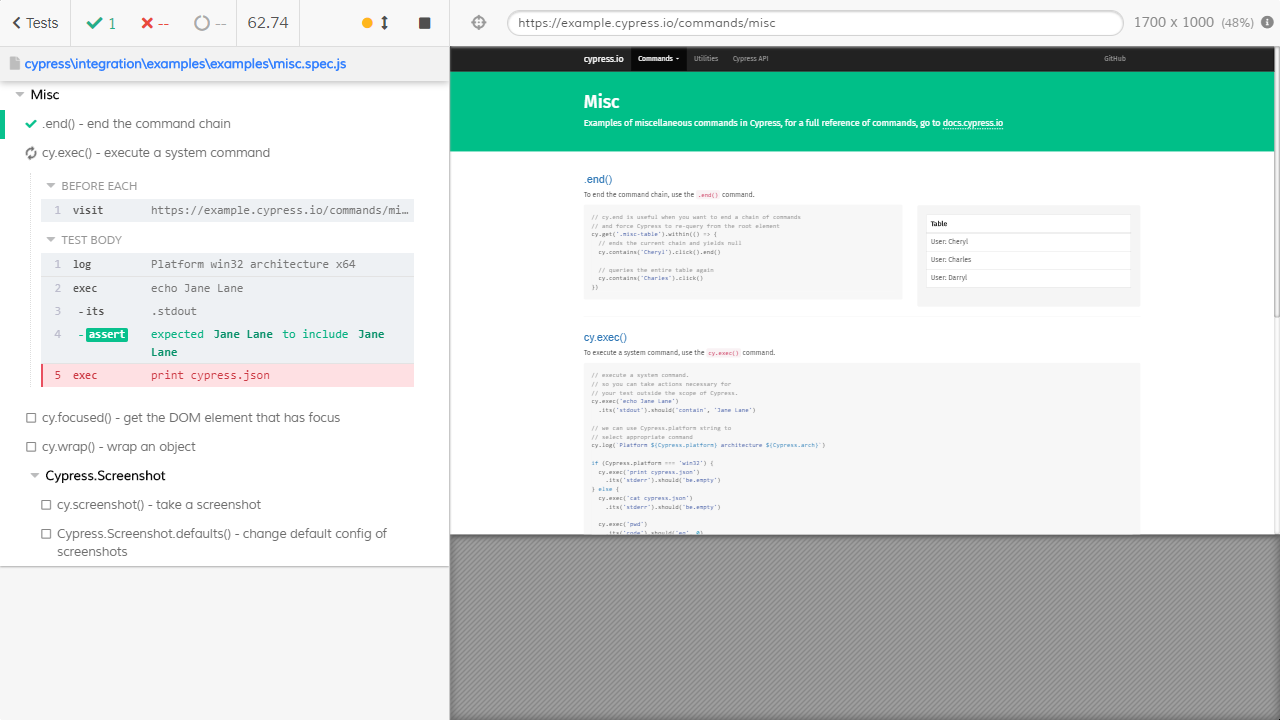 Tests
1
--
--
62.74
cypress\integration\examples\examples\misc.spec.js
Misc
.end() - end the command chain
cy.exec() - execute a system command
BEFORE EACH
1 visit https://example.cypress.io/commands/mi…
TEST BODY
1 log Platform win32 architecture x64
2 exec echo Jane Lane
3 -its .stdout
4 -assert expected Jane Lane to include Jane
Lane
5 exec print cypress.json
cy.focused() - get the DOM element that has focus
cy.wrap() - wrap an object
Cypress.Screenshot
cy.screenshot() - take a screenshot
Cypress.Screenshot.defaults() - change default config of
screenshots
https://example.cypress.io/commands/misc
1700 x 1000 (48%)
cypress.io Commands Utilities Cypress API GitHub
Misc
Examples of miscellaneous commands in Cypress, for a full reference of commands, go to docs.cypress.io
.end()
To end the command chain, use the .end() command.
// cy.end is useful when you want to end a chain of commands
// and force Cypress to re-query from the root element
cy.get('.misc-table').within(() => {
// ends the current chain and yields null
cy.contains('Cheryl').click().end()
// queries the entire table again
cy.contains('Charles').click()
})
Table
User: Cheryl
User: Charles
User: Darryl
cy.exec()
To execute a system command, use the cy.exec() command.
// execute a system command.
// so you can take actions necessary for
// your test outside the scope of Cypress.
cy.exec('echo Jane Lane')
.its('stdout').should('contain', 'Jane Lane')
// we can use Cypress.platform string to
// select appropriate command
cy.log(`Platform ${Cypress.platform} architecture ${Cypress.arch}`)
if (Cypress.platform === 'win32') {
cy.exec('print cypress.json')
.its('stderr').should('be.empty')
} else {
cy.exec('cat cypress.json')
.its('stderr').should('be.empty')
cy.exec('pwd')
.its('code').should('eq', 0)